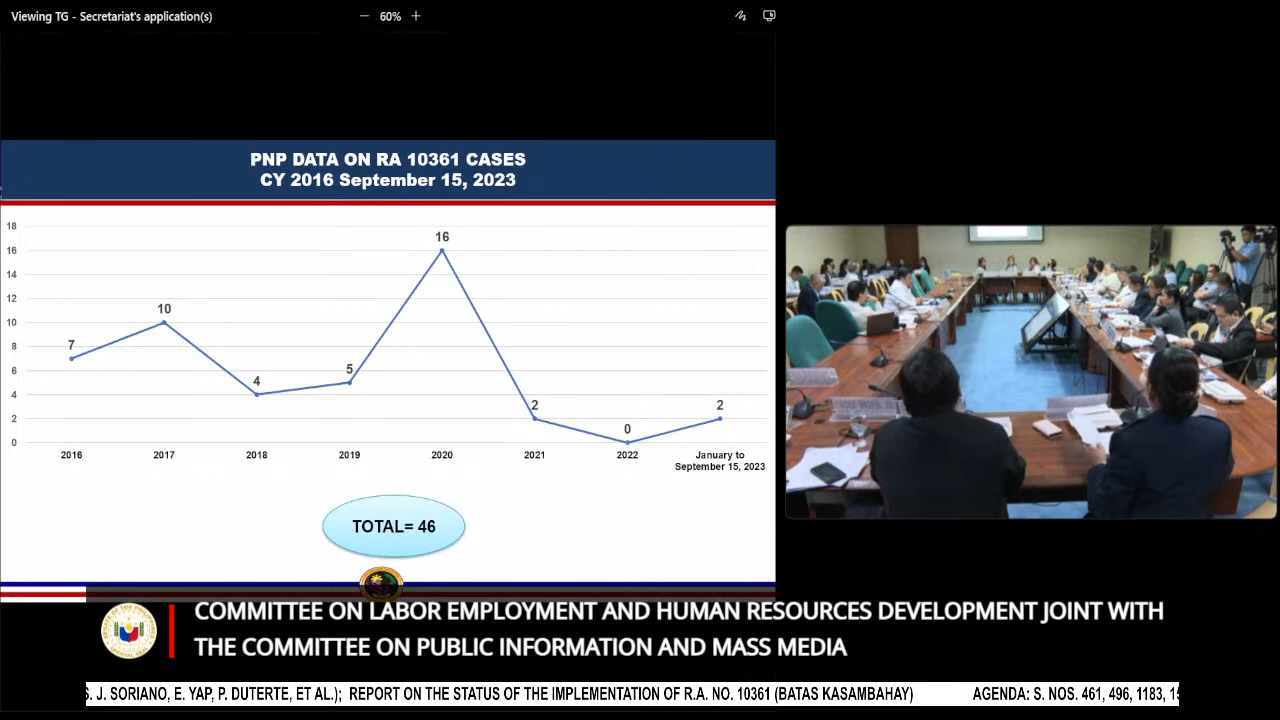 Viewing TG - Secretariat's application(s)
60%
PNP DATA ON RA 10361 CASES
CY 2016 September 15, 2023
18
16
14
12
10
8
6
4
2
0
7
10
4
5
16
2
0
2
2016
2017
2018
2019
2020
2021
2022
January to
September 15, 2023
TOTAL= 46
COMMITTEE ON LABOR EMPLOYMENT AND HUMAN RESOURCES DEVELOPMENT JOINT WITH
THE COMMITTEE ON PUBLIC INFORMATION AND MASS MEDIA
S. J. SORIANO, E. YAP, P. DUTERTE, ET AL.); REPORT ON THE STATUS OF THE IMPLEMENTATION OF R.A. NO. 10361 (BATAS KASAMBAHAY) AGENDA: S. NOS. 461, 496, 1183,